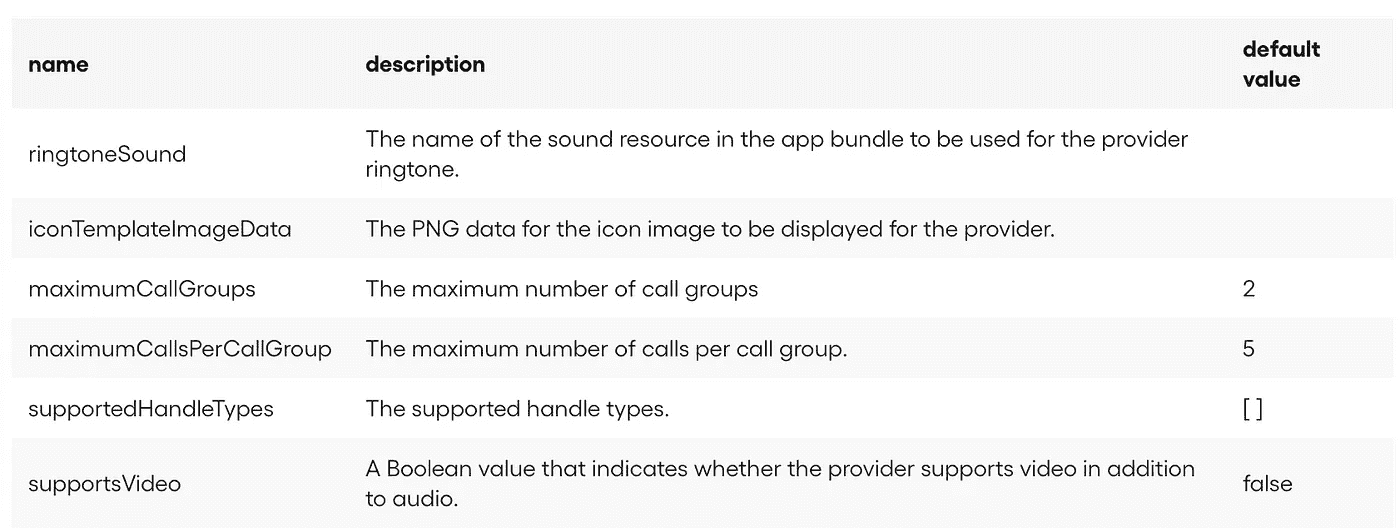 name description default
value
ringtoneSound The name of the sound resource in the app bundle to be used for the provider
ringtone.
iconTemplateImageData The PNG data for the icon image to be displayed for the provider.
maximumCallGroups The maximum number of call groups 2
maximumCallsPerCallGroup The maximum number of calls per call group. 5
supportedHandleTypes The supported handle types. [ ]
supportsVideo A Boolean value that indicates whether the provider supports video in addition false
to audio.